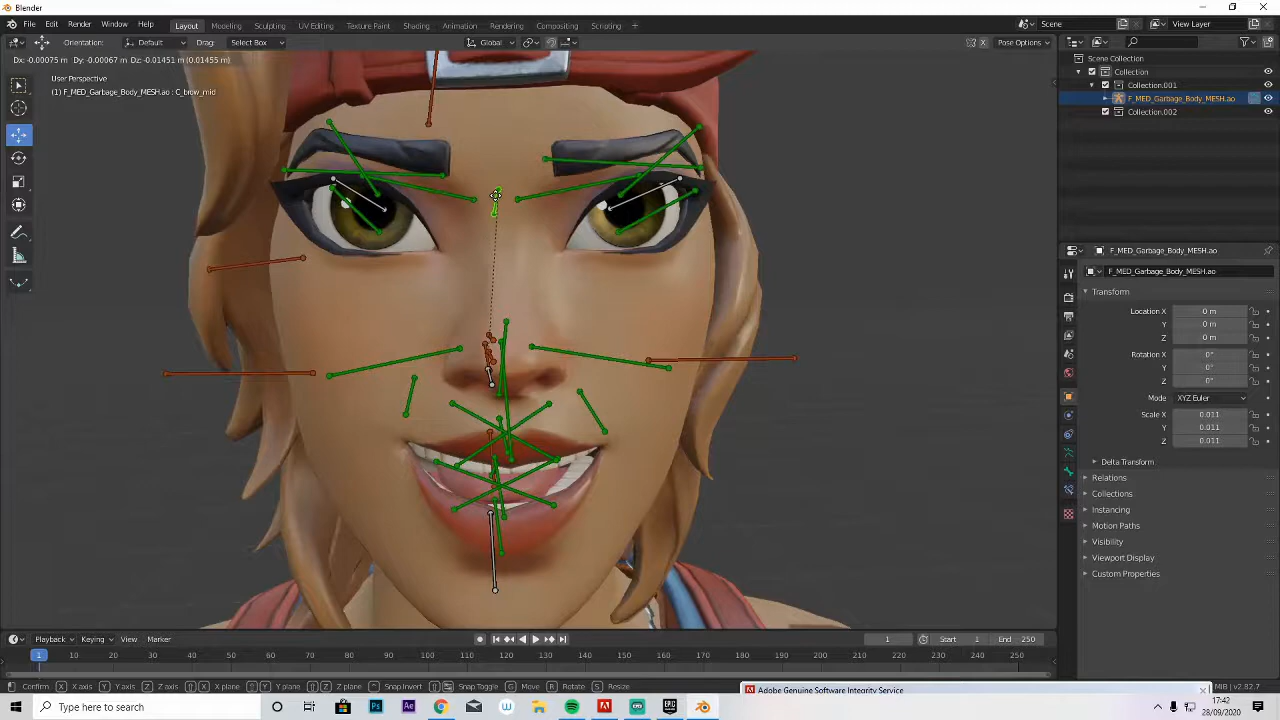 Blender
File Edit Render Window Help Layout Modeling Sculpting UV Editing Texture Paint Shading Animation Rendering Compositing Scripting + Scene View Layer
Orientation: Default Drag: Select Box Global Pose Options
Dx: -0.00075 m Dy: -0.00067 m Dz: -0.01451 m (0.01455 m)
User Perspective
(1) F_MED_Garbage_Body_MESH.ao : C_brow_mid
Scene Collection
Collection
Collection.001
F_MED_Garbage_Body_MESH.ao
Collection.002
F_MED_Garbage_Body_MESH.ao
F_MED_Garbage_Body_MESH.ao
Transform
Location X 0 m
Y 0 m
Z 0 m
Rotation X 0°
Y 0°
Z 0°
Mode XYZ Euler
Scale X 0.011
Y 0.011
Z 0.011
Delta Transform
Relations
Collections
Instancing
Motion Paths
Visibility
Viewport Display
Custom Properties
Playback Keying View Marker 1 Start 1 End 250
1 10 20 30 40 50 60 70 80 90 100 110 120 130 140 150 160 170 180 190 200 210 220 230 240 250
Confirm X X axis Y Y axis Z Z axis X X plane Y Y plane Z Z plane Snap Invert Snap Toggle G Move R Rotate S Resize
Adobe Genuine Software Integrity Service
MiB | v2.82.7
Type here to search
Ps Ae
EPIC
17:42
28/09/2020